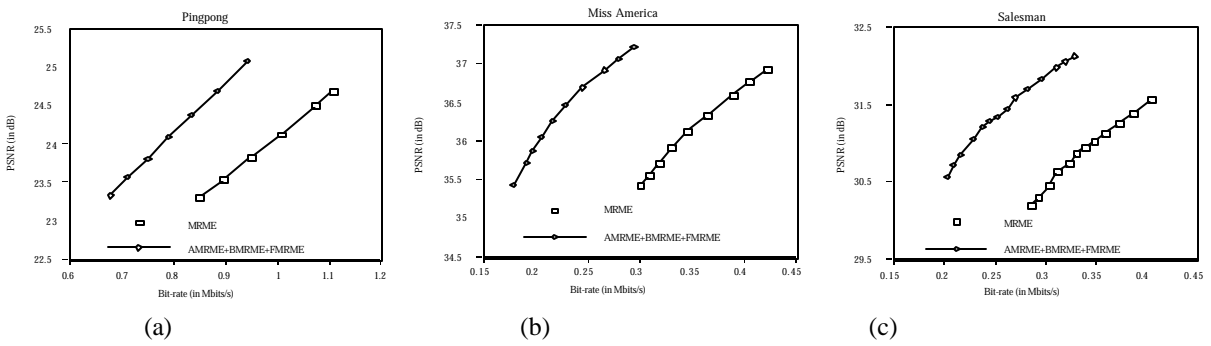 Pingpong
25.5
25
24.5
24
23.5
23
22.5
PSNR (in dB)
MRME
AMRME+BMRME+FMRME
0.6 0.7 0.8 0.9 1 1.1 1.2
Bit-rate (in Mbits/s)
(a)
Miss America
37.5
37
36.5
36
35.5
35
34.5
PSNR (in dB)
MRME
AMRME+BMRME+FMRME
0.15 0.2 0.25 0.3 0.35 0.4 0.45
Bit-rate (in Mbits/s)
(b)
Salesman
32.5
31.5
30.5
29.5
PSNR (in dB)
MRME
AMRME+BMRME+FMRME
0.15 0.2 0.25 0.3 0.35 0.4 0.45
Bit-rate (in Mbits/s)
(c)